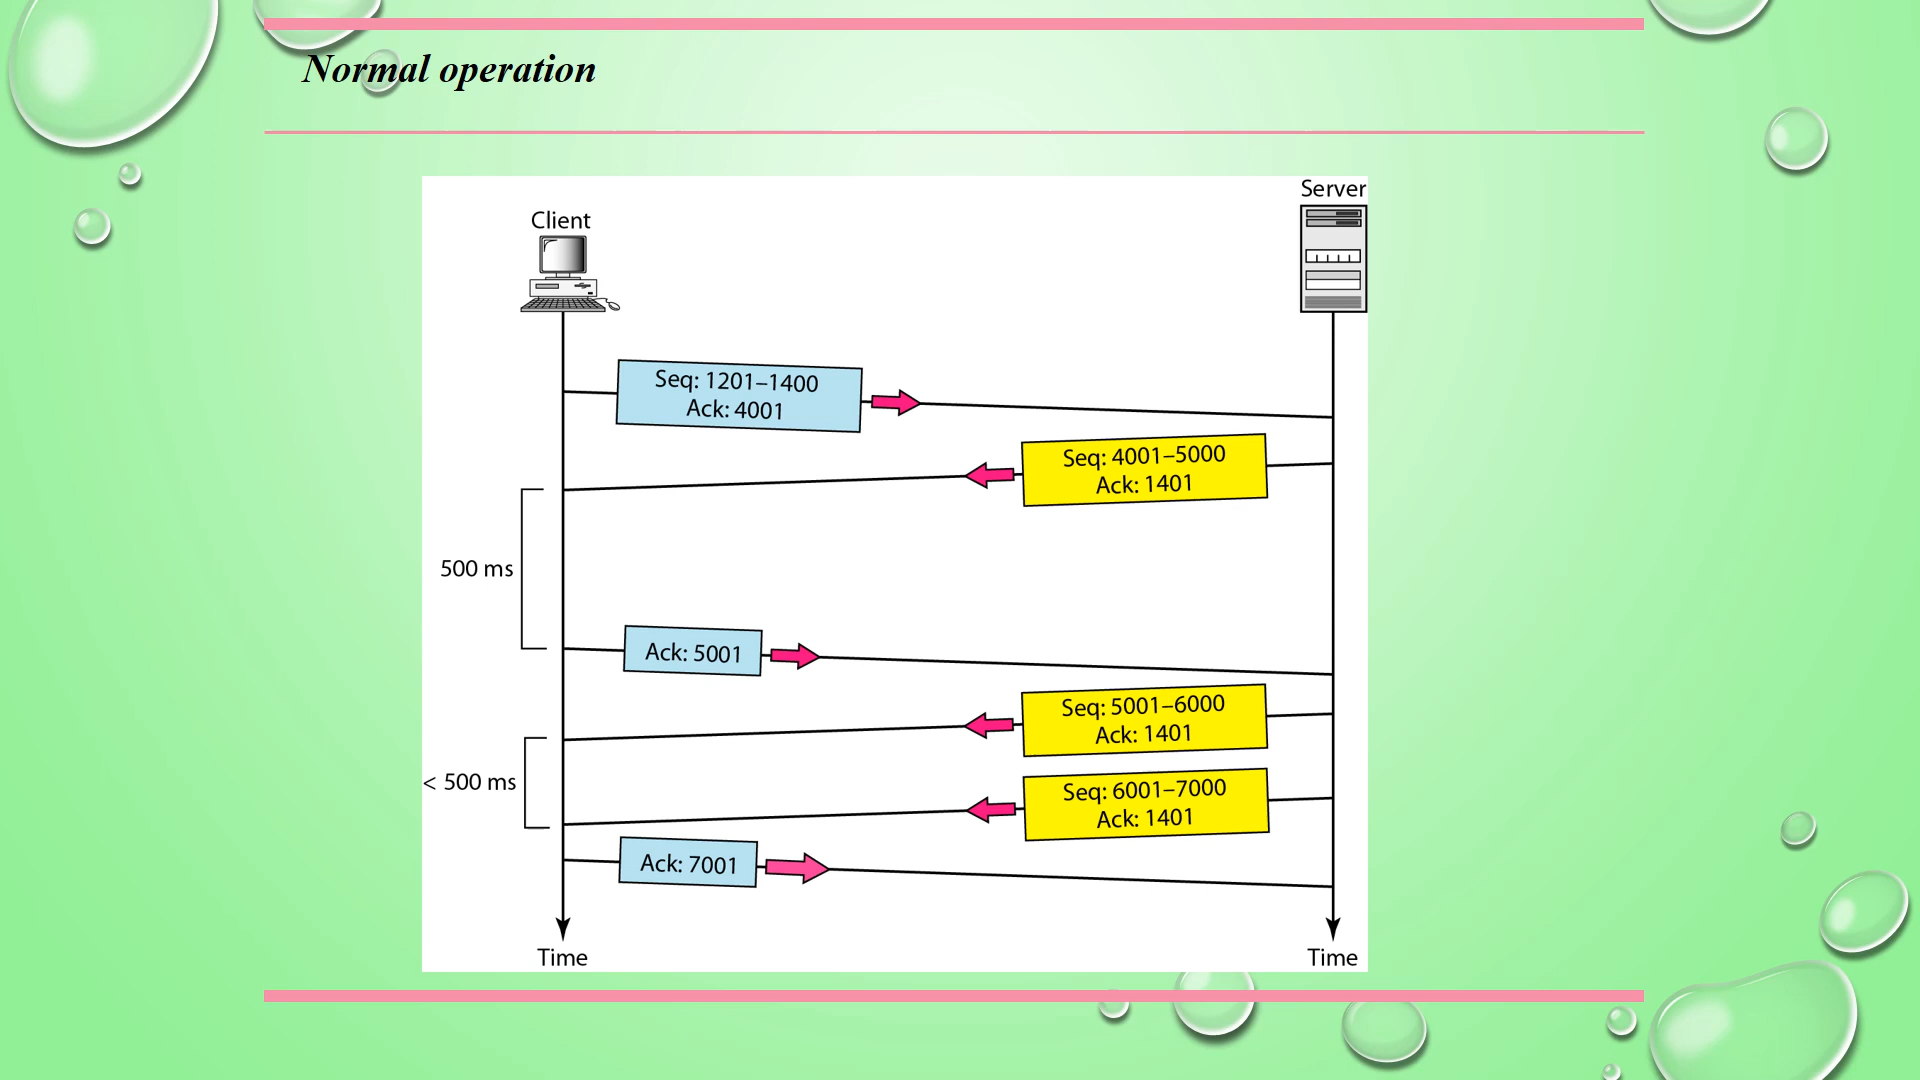 Normal operation
Server
Client
Seq: 1201–1400
Ack: 4001
Seq: 4001–5000
Ack: 1401
500 ms
Ack: 5001
Seq: 5001–6000
Ack: 1401
< 500 ms
Seq: 6001–7000
Ack: 1401
Ack: 7001
Time
Time